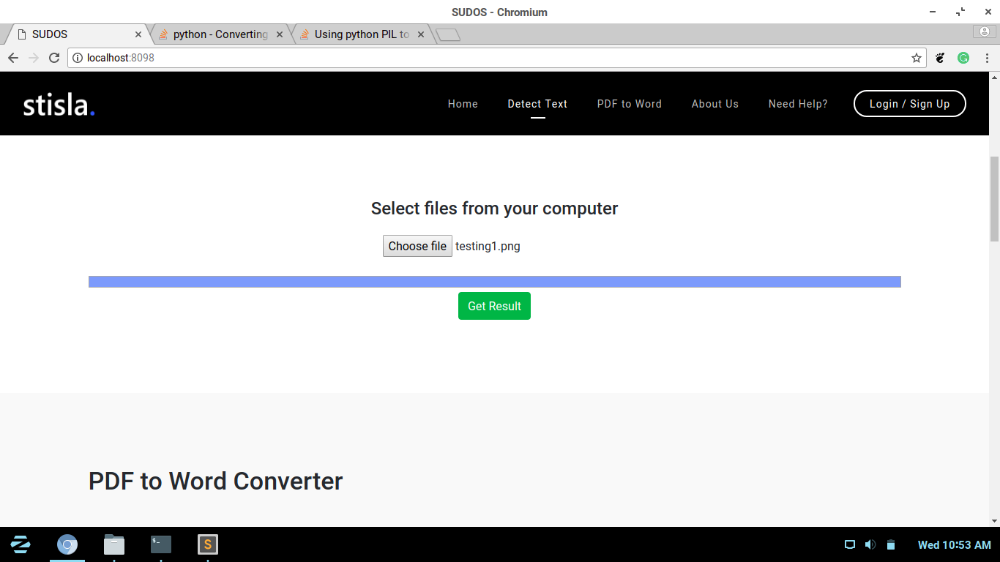 SUDOS - Chromium
SUDOS
python - Converting
Using python PIL to
localhost:8098
stisla.
Home
Detect Text
PDF to Word
About Us
Need Help?
Login / Sign Up
Select files from your computer
Choose file testing1.png
Get Result
PDF to Word Converter
$_
S
Wed 10:53 AM